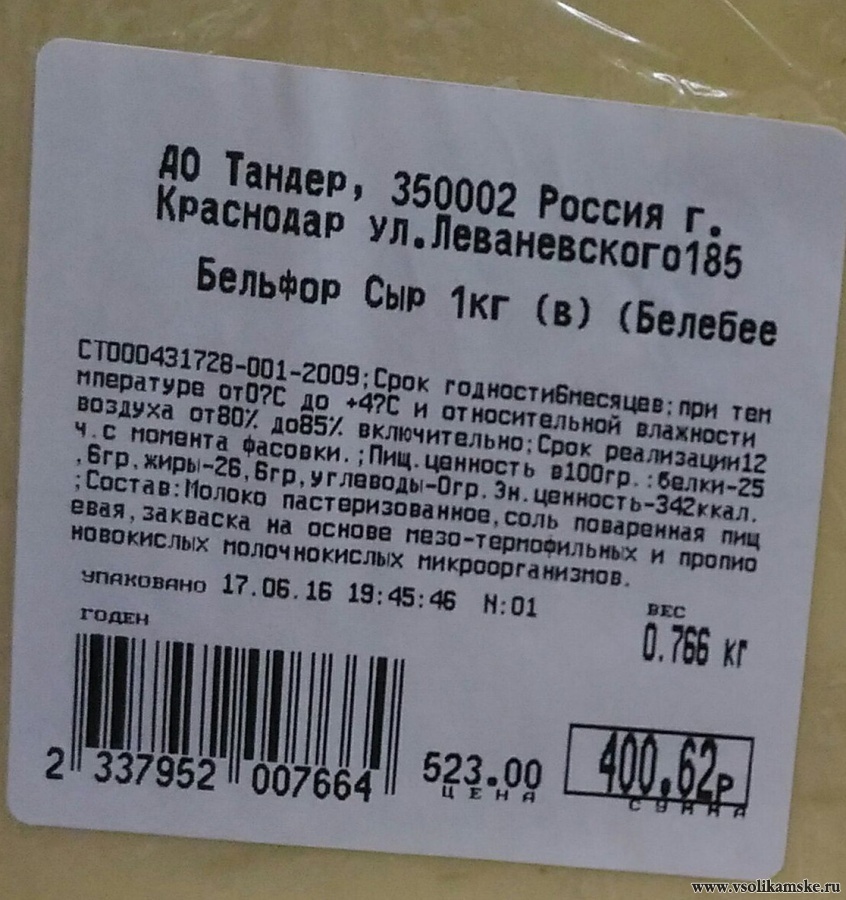 АО Тандер, 350002 Россия г.
Краснодар ул.Леваневского185
Бельфор Сыр 1кг (в) (Белебее
СТО00431728-001-2009;Срок годности6месяцев;при тем
мпературе от0?С до +4?С и относительной влажности
воздуха от80% до85% включительно;Срок реализации12
ч.с момента фасовки.;Пищ.ценность в100гр.:белки-25
,6гр,жиры-26,6гр,углеводы-0гр.Эн.ценность-342ккал.
;Состав:Молоко пастеризованное,соль поваренная пищ
евая,закваска на основе мезо-термофильных и пропио
новокислых молочнокислых микроорганизмов.
УПАКОВАНО 17.06.16 19:45:46 N:01
ГОДЕН
ВЕС
0.766 кг
2 337952 007664
523.00
ЦЕНА
400.62р
СУММА
www.vsolikamske.ru